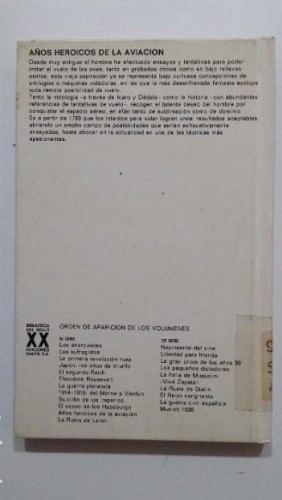 AÑOS HEROICOS DE LA AVIACION
Desde muy antiguo el hombre ha efectuado ensayos y tentativas para poder
imitar el vuelo de las aves; tanto en grabados chinos como en bajo relieves
asirios, esta vieja aspiración ya se representa bajo curiosas concepciones de
artilugios o máquinas voladoras, en las que la más desenfrenada fantasía excluye
toda remota posibilidad de vuelo.
Tanto la mitología -a través de Icaro y Dédalo- como la historia -con abundantes
referencias de tentativas de vuelo-, recogen el latente deseo del hombre por
conquistar el espacio aéreo, en afán tanto de sublimación como de dominio.
Es a partir de 1783 que los intentos para volar logran unos resultados aceptables
abriendo un amplio campo de posibilidades que serían exhaustivamente
ensayadas, hasta abocar en la actualidad en una de las técnicas más
apasionantes.
BIBLIOTECA
DEL SIGLO
XX
EDICIONES
NAUTA S.A.
ORDEN DE APARICION DE LOS VOLUMENES
Los anarquistas
Las sufragistas
La primera revolución rusa
Japón: los años de triunfo
El segundo Reich
Theodore Roosevelt
La guerra planeada
1914-1916: del Marne a Verdun
Suicidio de los imperios
El ocaso de los Habsburgo
Años heroicos de la aviación
La Rusia de Lenin
Nacimiento del cine
Libertad para Irlanda
La gran crisis de los años 30
Los pequeños dictadores
La Italia de Mussolini
¡Viva Zapata!
La Rusia de Stalin
El Reich sangriento
La guerra civil española
Munich 1938